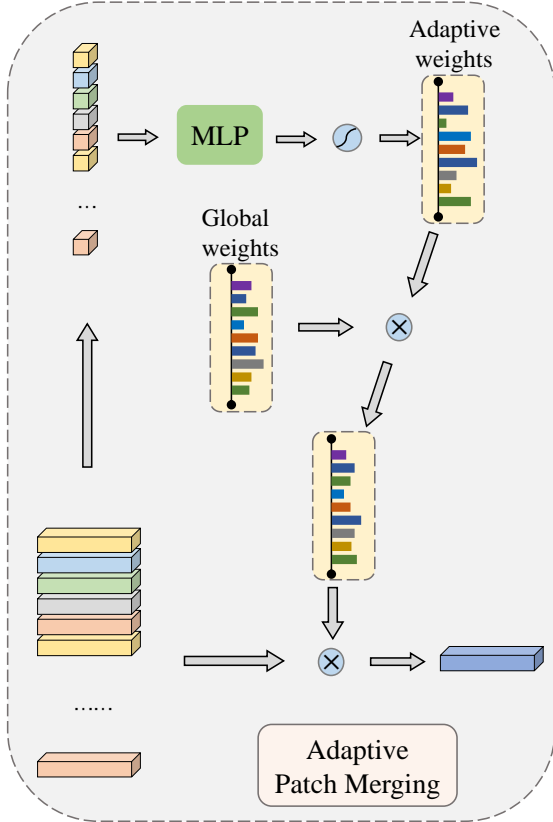 Adaptive
weights
MLP
...
Global
weights
......
Adaptive
Patch Merging